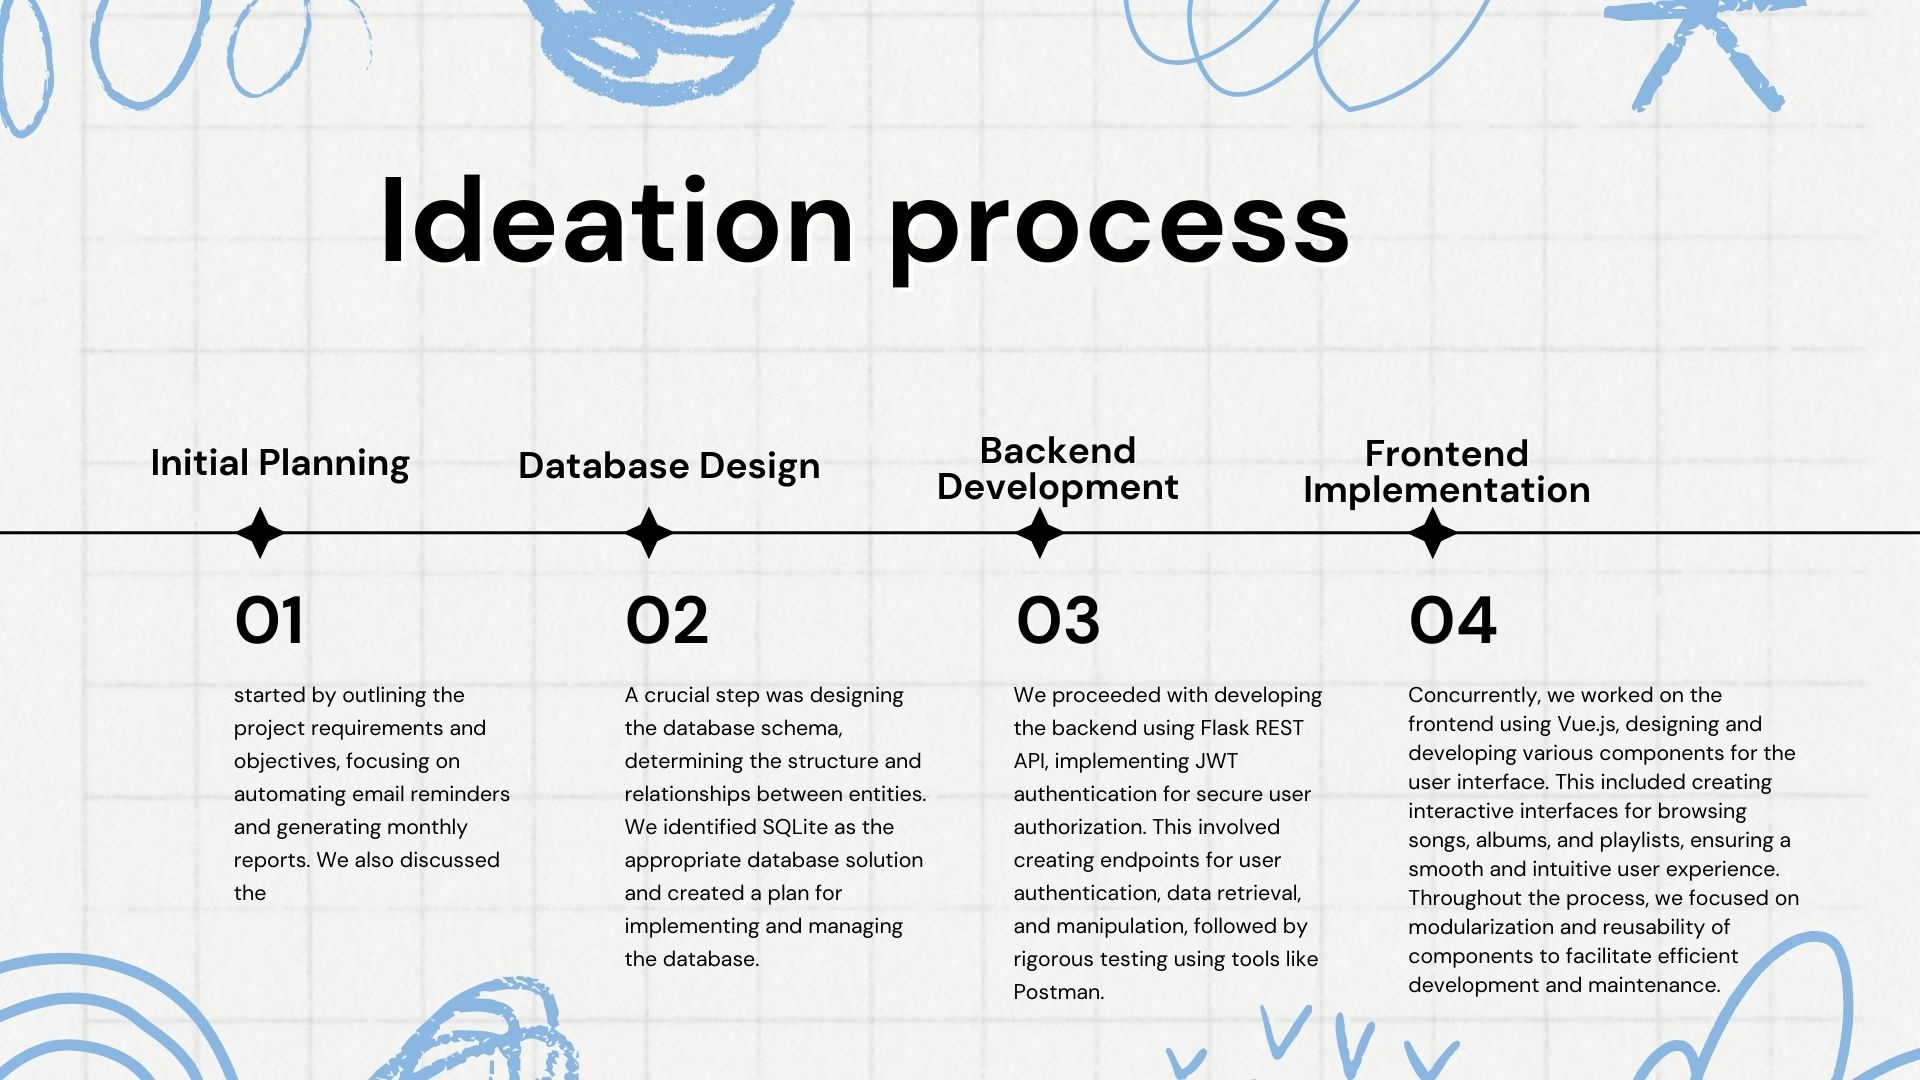 Ideation process
Initial Planning
Database Design
Backend
Development
Frontend
Implementation
01
started by outlining the
project requirements and
objectives, focusing on
automating email reminders
and generating monthly
reports. We also discussed
the
02
A crucial step was designing
the database schema,
determining the structure and
relationships between entities.
We identified SQLite as the
appropriate database solution
and created a plan for
implementing and managing
the database.
03
We proceeded with developing
the backend using Flask REST
API, implementing JWT
authentication for secure user
authorization. This involved
creating endpoints for user
authentication, data retrieval,
and manipulation, followed by
rigorous testing using tools like
Postman.
04
Concurrently, we worked on the
frontend using Vue.js, designing and
developing various components for the
user interface. This included creating
interactive interfaces for browsing
songs, albums, and playlists, ensuring a
smooth and intuitive user experience.
Throughout the process, we focused on
modularization and reusability of
components to facilitate efficient
development and maintenance.